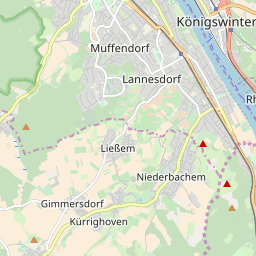 Königswinter
Muffendorf
Lannesdorf
Rh
Ließem
Niederbachem
Gimmersdorf
Kürrighoven